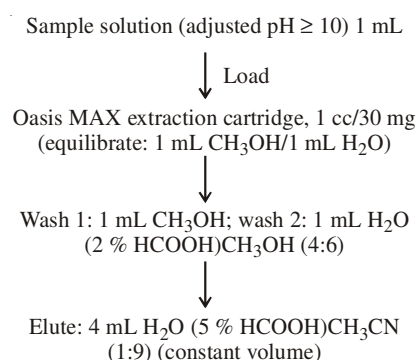 Sample solution (adjusted pH ≥ 10) 1 mL
Load
Oasis MAX extraction cartridge, 1 cc/30 mg
(equilibrate: 1 mL CH₃OH/1 mL H₂O)
Wash 1: 1 mL CH₃OH; wash 2: 1 mL H₂O
(2 % HCOOH)CH₃OH (4:6)
Elute: 4 mL H₂O (5 % HCOOH)CH₃CN
(1:9) (constant volume)